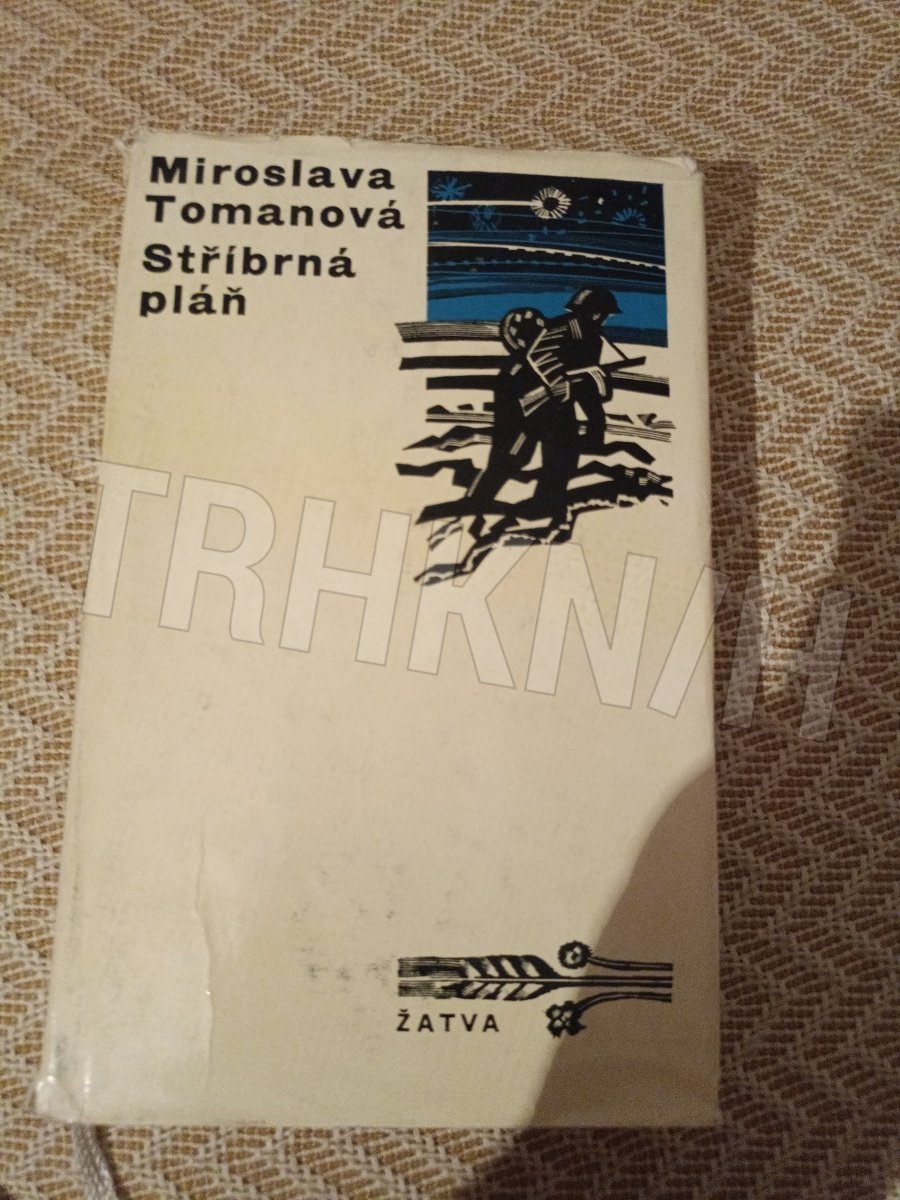 Miroslava
Tomanová
Stříbrná
pláň
TRHKNIH
ŽATVA